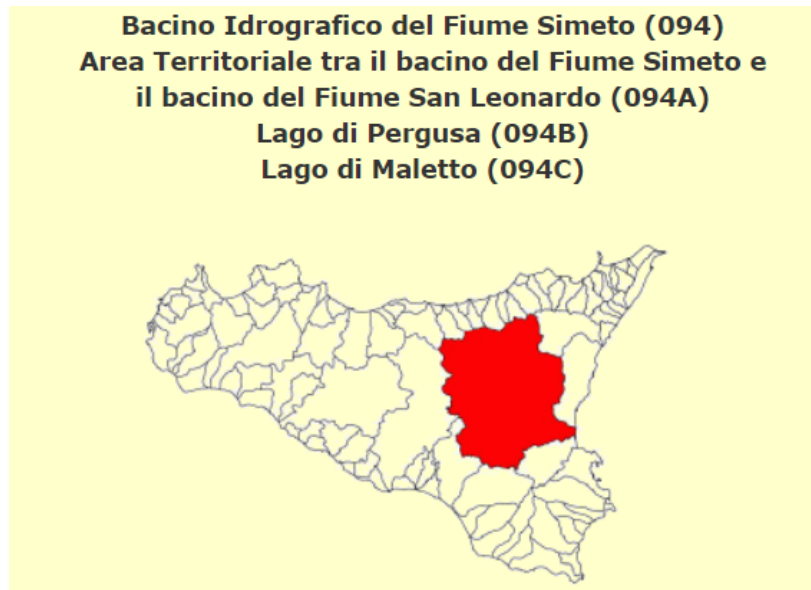 Bacino Idrografico del Fiume Simeto (094)
Area Territoriale tra il bacino del Fiume Simeto e
il bacino del Fiume San Leonardo (094A)
Lago di Pergusa (094B)
Lago di Maletto (094C)